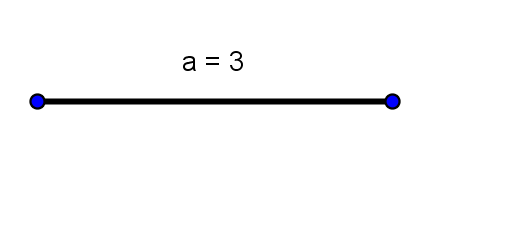 a = 3